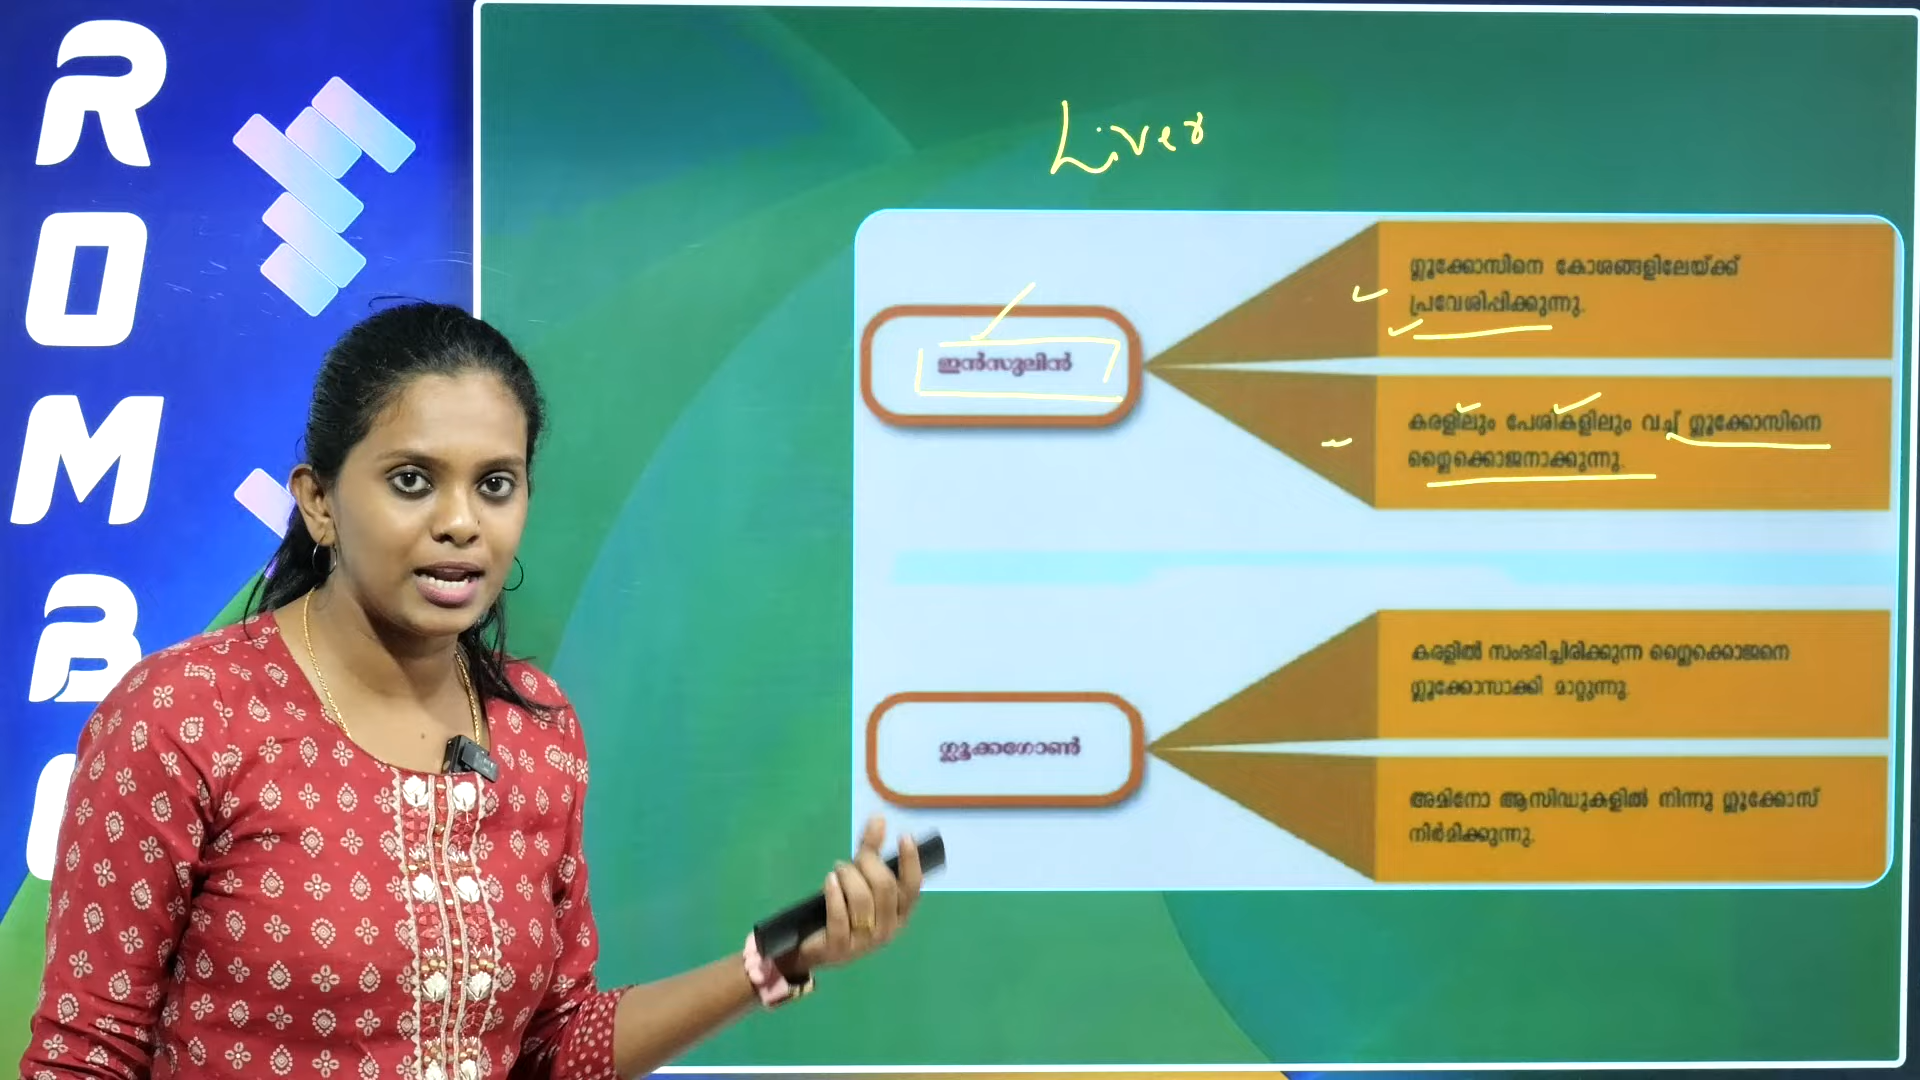 ROMB
Liver
ഇൻസുലിൻ
ഗ്ലൂക്കോസിനെ കോശങ്ങളിലേയ്ക്ക്
പ്രവേശിപ്പിക്കുന്നു.
കരളിലും പേശികളിലും വച്ച് ഗ്ലൂക്കോസിനെ
ഗ്ലൈക്കൊജനാക്കുന്നു.
ഗ്ലൂക്കഗോൺ
കരളിൽ സംഭരിച്ചിരിക്കുന്ന ഗ്ലൈക്കൊജനെ
ഗ്ലൂക്കോസാക്കി മാറ്റുന്നു.
അമിനോ ആസിഡുകളിൽ നിന്നു ഗ്ലൂക്കോസ്
നിർമിക്കുന്നു.